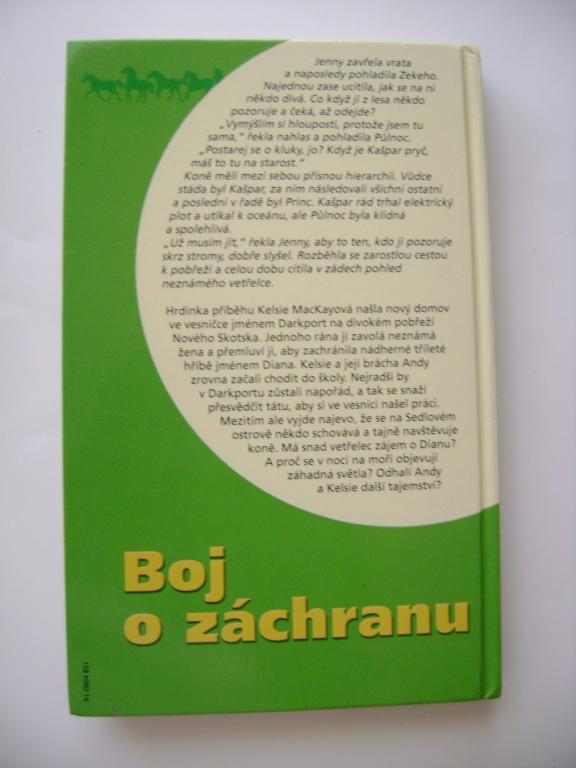 Jenny zavřela vrata
a naposledy pohladila Zekeho.
Najednou zase ucítila, jak se na ni
někdo dívá. Co když ji z lesa někdo
pozoruje a čeká, až odejde?
„Vymýšlím si hlouposti, protože jsem tu
sama,“ řekla nahlas a pohladila Půlnoc.
„Postarej se o kluky, jo? Když je Kašpar pryč,
máš to tu na starost.“
Koně měli mezi sebou přísnou hierarchii. Vůdce
stáda byl Kašpar, za ním následovali všichni ostatní
a poslední v řadě byl Princ. Kašpar rád trhal elektrický
plot a utíkal k oceánu, ale Půlnoc byla klidná
a spolehlivá.
„Už musím jít,“ řekla Jenny, aby to ten, kdo ji pozoruje
skrz stromy, dobře slyšel. Rozběhla se zarostlou cestou
k pobřeží a celou dobu cítila v zádech pohled
neznámého vetřelce.
Hrdinka příběhu Kelsie MacKayová našla nový domov
ve vesničce jménem Darkport na divokém pobřeží
Nového Skotska. Jednoho rána jí zavolá neznámá
žena a přemluví ji, aby zachránila nádherné tříleté
hříbě jménem Diana. Kelsie a její brácha Andy
zrovna začali chodit do školy. Nejradši by
v Darkportu zůstali napořád, a tak se snaží
přesvědčit tátu, aby si ve vesnici našel práci.
Mezitím ale vyjde najevo, že se na Sedlovém
ostrově někdo schovává a tajně navštěvuje
koně. Má snad vetřelec zájem o Dianu?
A proč se v noci na moři objevují
záhadná světla? Odhalí Andy
a Kelsie další tajemství?
Boj
o záchranu
91-0804 851